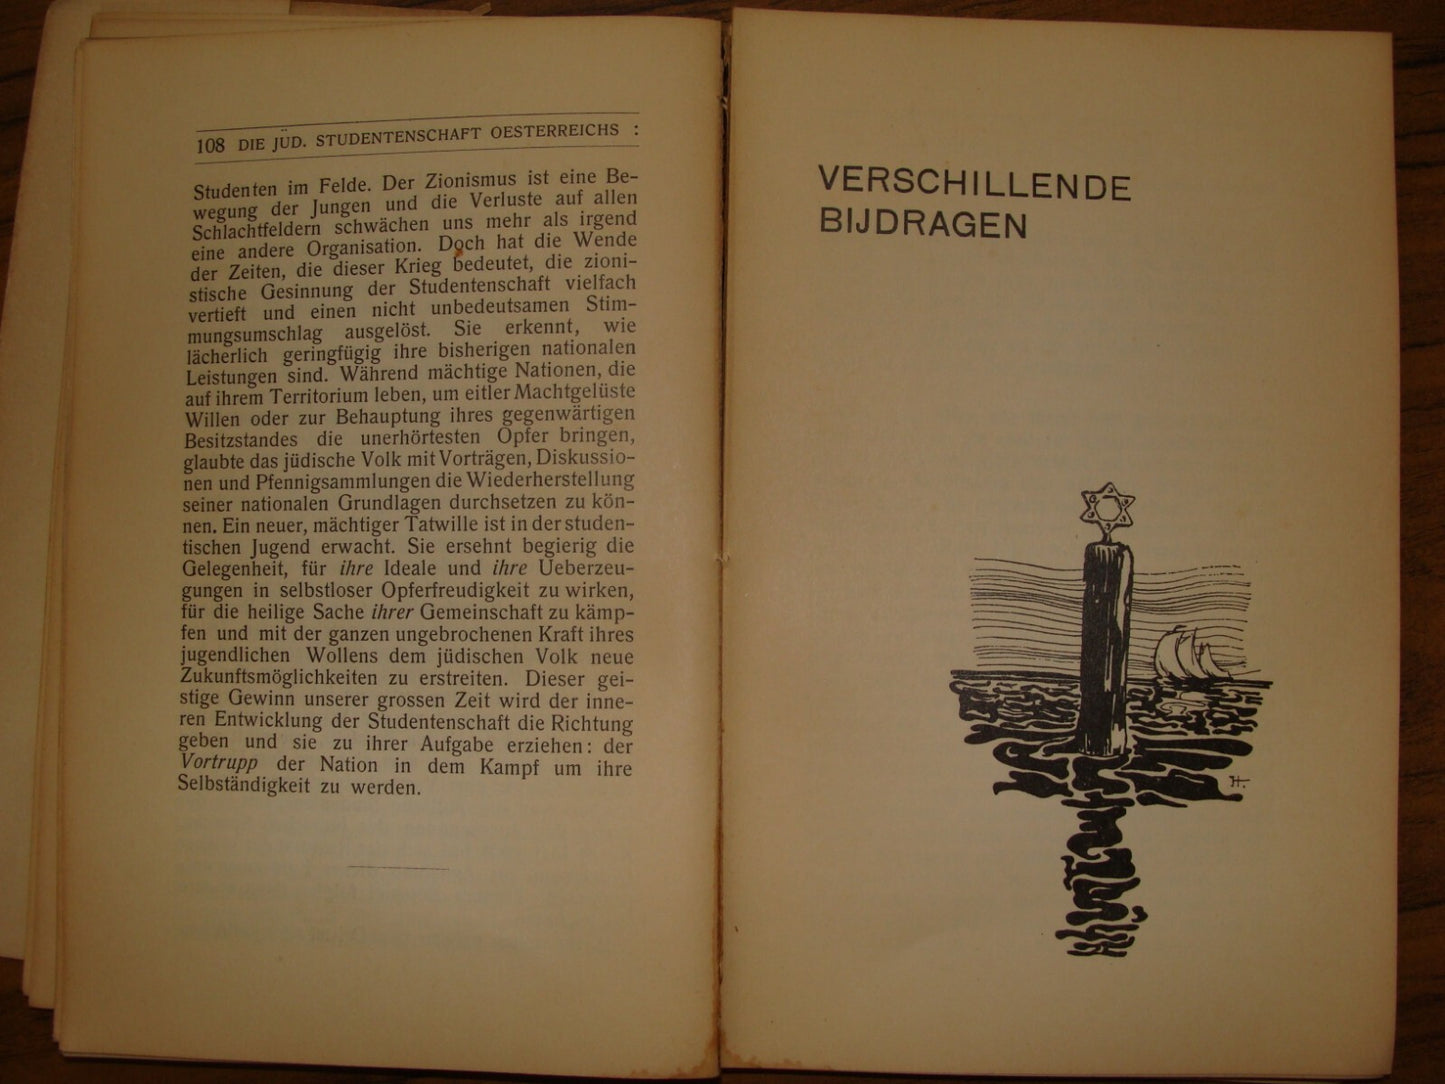 108 DIE JÜD. STUDENTENSCHAFT OESTERREICHS :
Studenten im Felde. Der Zionismus ist eine Be-
wegung der Jungen und die Verluste auf allen
Schlachtfeldern schwächen uns mehr als irgend
eine andere Organisation. Doch hat die Wende
der Zeiten, die dieser Krieg bedeutet, die zioni-
stische Gesinnung der Studentenschaft vielfach
vertieft und einen nicht unbedeutsamen Stim-
mungsumschlag ausgelöst. Sie erkennt, wie
lächerlich geringfügig ihre bisherigen nationalen
Leistungen sind. Während mächtige Nationen, die
auf ihrem Territorium leben, um eitler Machtgelüste
Willen oder zur Behauptung ihres gegenwärtigen
Besitzstandes die unerhörtesten Opfer bringen,
glaubte das jüdische Volk mit Vorträgen, Diskussio-
nen und Pfennigsammlungen die Wiederherstellung
seiner nationalen Grundlagen durchsetzen zu kön-
nen. Ein neuer, mächtiger Tatwille ist in der studen-
tischen Jugend erwacht. Sie ersehnt begierig die
Gelegenheit, für ihre Ideale und ihre Ueberzeu-
gungen in selbstloser Opferfreudigkeit zu wirken,
für die heilige Sache ihrer Gemeinschaft zu kämp-
fen und mit der ganzen ungebrochenen Kraft ihres
jugendlichen Wollens dem jüdischen Volk neue
Zukunftsmöglichkeiten zu erstreiten. Dieser gei-
stige Gewinn unserer grossen Zeit wird der inne-
ren Entwicklung der Studentenschaft die Richtung
geben und sie zu ihrer Aufgabe erziehen: der
Vortrupp der Nation in dem Kampf um ihre
Selbständigkeit zu werden.
VERSCHILLENDE
BIJDRAGEN